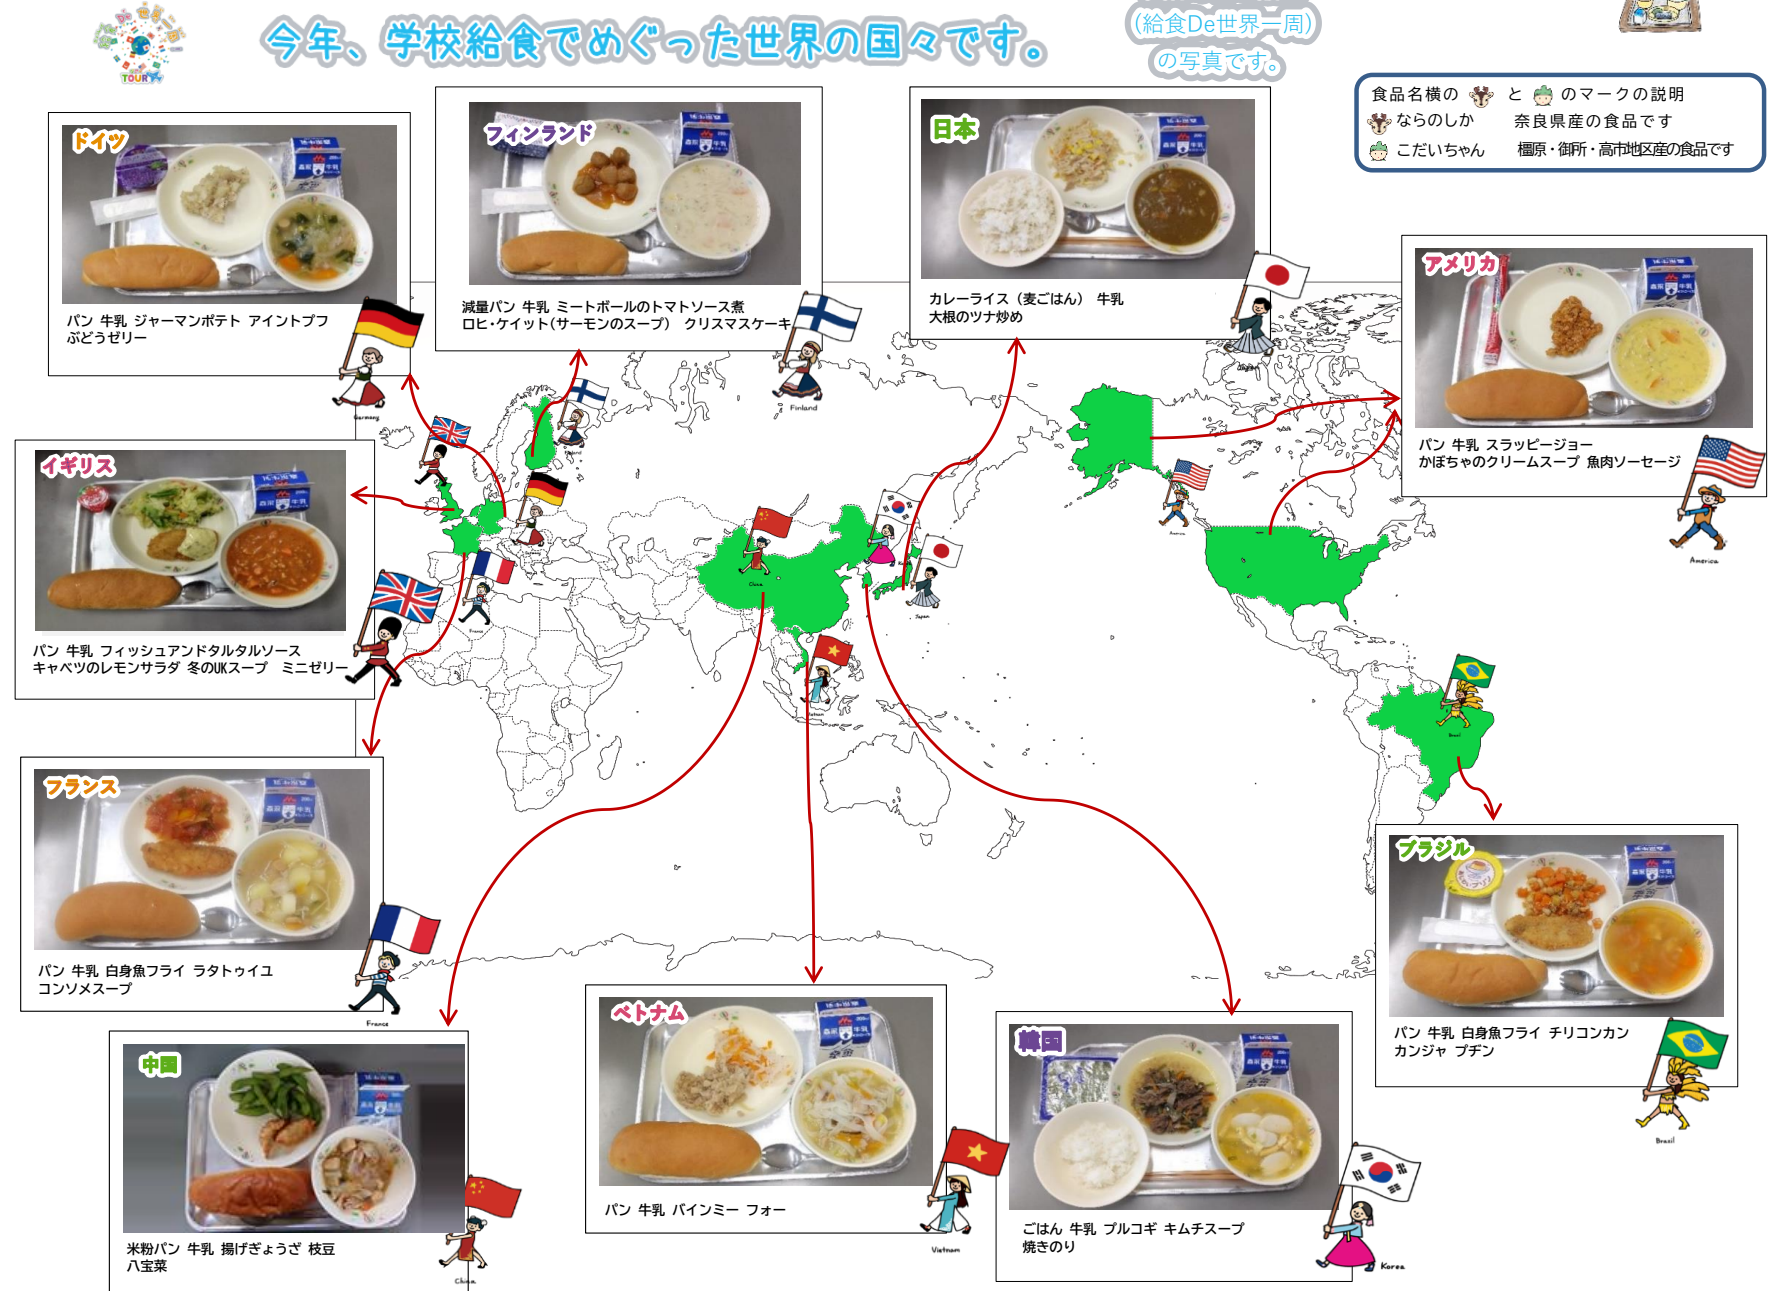 TOUR
今年、学校給食でめぐった世界の国々です。
(給食De世界一周)
の写真です。
食品名横の と のマークの説明
ならのしか 奈良県産の食品です
こだいちゃん 橿原・御所・高市地区産の食品です
ドイツ
パン 牛乳 ジャーマンポテト アイントプフ
ぶどうゼリー
Germany
フィンランド
減量パン 牛乳 ミートボールのトマトソース煮
ロヒ・ケイット(サーモンのスープ) クリスマスケーキ
Finland
日本
カレーライス(麦ごはん) 牛乳
大根のツナ炒め
アメリカ
パン 牛乳 スラッピージョー
かぼちゃのクリームスープ 魚肉ソーセージ
America
イギリス
パン 牛乳 フィッシュアンドタルタルソース
キャベツのレモンサラダ 冬のUKスープ ミニゼリー
フランス
パン 牛乳 白身魚フライ ラタトゥイユ
コンソメスープ
France
中国
米粉パン 牛乳 揚げぎょうざ 枝豆
八宝菜
China
ベトナム
パン 牛乳 バインミー フォー
Vietnam
韓国
ごはん 牛乳 プルコギ キムチスープ
焼きのり
Korea
ブラジル
パン 牛乳 白身魚フライ チリコンカン
カンジャ プヂン
Brazil
China
France
Japan
America
Brazil